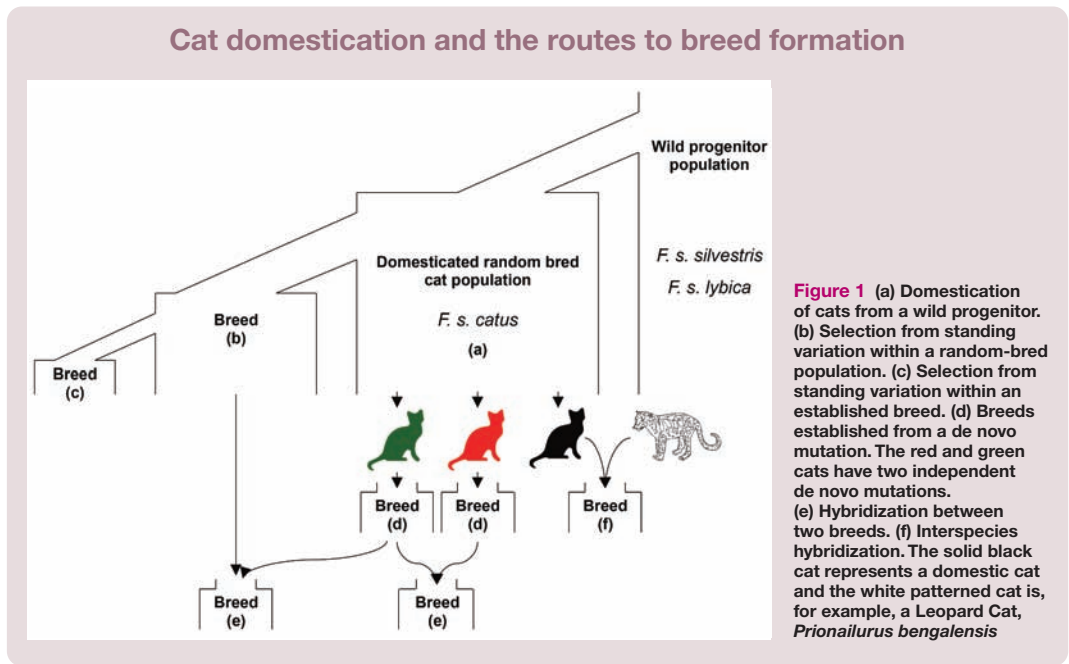 Cat domestication and the routes to breed formation
Wild progenitor
population
F. s. silvestris
F. s. lybica
Domesticated random bred
cat population
F. s. catus
(a)
Breed
(b)
Breed
(c)
Breed
(d)
Breed
(d)
Breed
(f)
Breed
(e)
Breed
(e)
Figure 1 (a) Domestication
of cats from a wild progenitor.
(b) Selection from standing
variation within a random-bred
population. (c) Selection from
standing variation within an
established breed. (d) Breeds
established from a de novo
mutation. The red and green
cats have two independent
de novo mutations.
(e) Hybridization between
two breeds. (f) Interspecies
hybridization. The solid black
cat represents a domestic cat
and the white patterned cat is,
for example, a Leopard Cat,
Prionailurus bengalensis